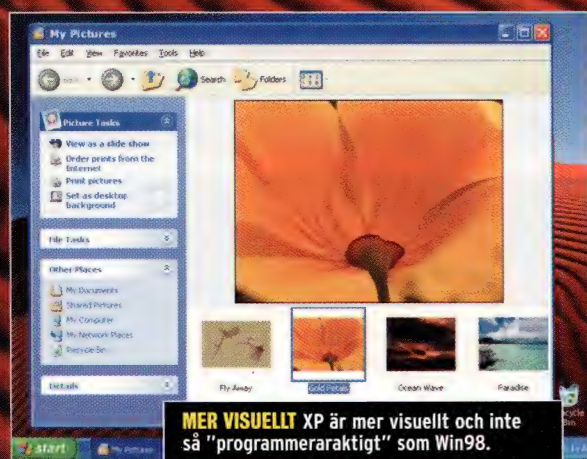 My Pictures
File Edit View Favorites Tools Help
Search Folders
Picture Tasks
View as a slide show
Order prints from the
Internet
Print pictures
Set as desktop
background
File Tasks
Other Places
My Documents
Shared Pictures
My Computer
My Network Places
Recycle Bin
Details
Fly Away Gold Petals Ocean Wave Paradise
Bin
MER VISUELLT XP är mer visuellt och inte
så "programmeraraktigt" som Win98.
start My Pictures